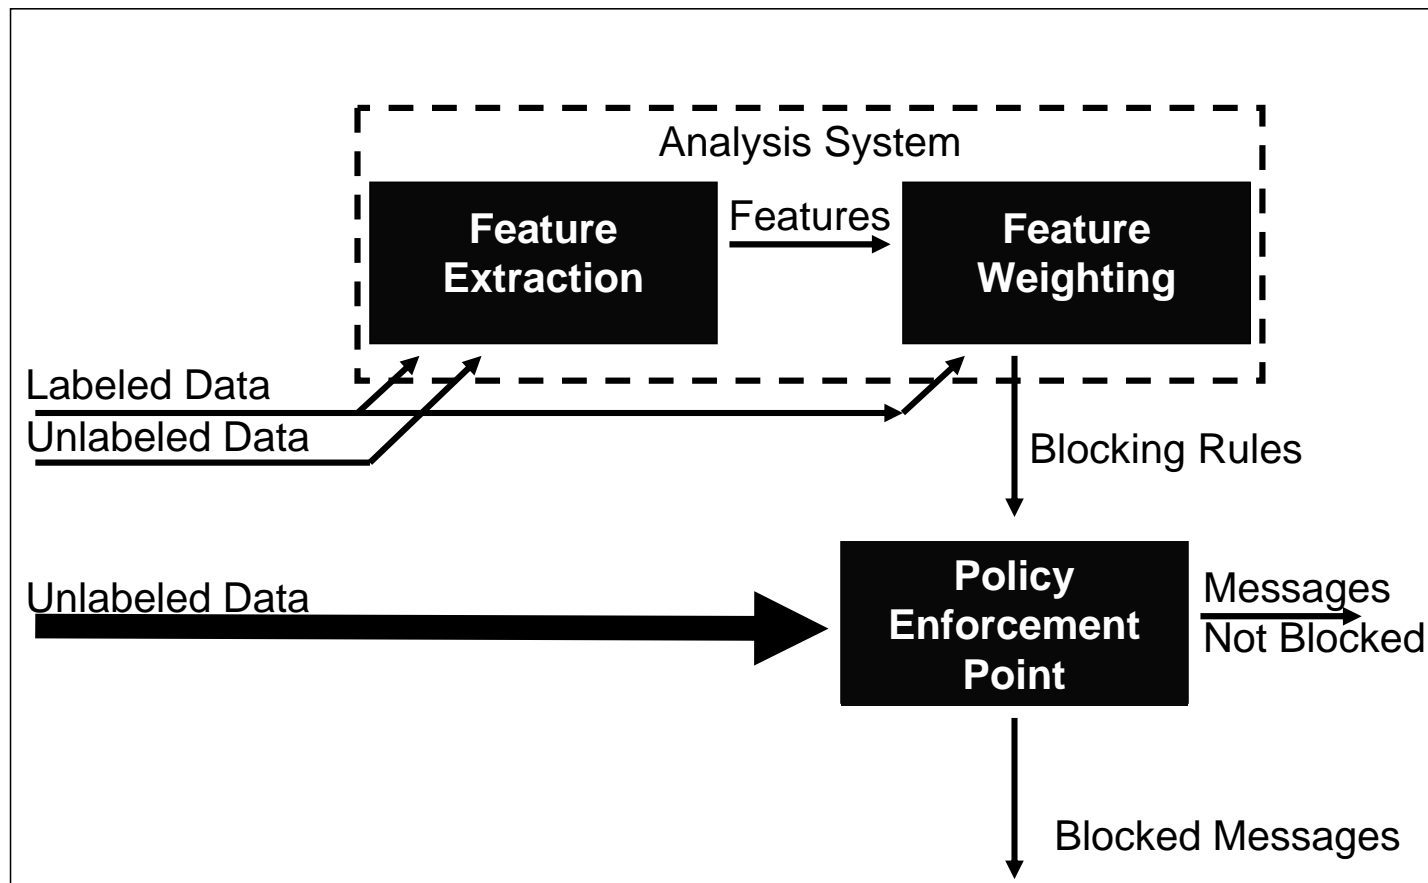 Analysis System
Feature
Extraction
Features
Feature
Weighting
Labeled Data
Unlabeled Data
Blocking Rules
Unlabeled Data
Policy
Enforcement
Point
Messages
Not Blocked
Blocked Messages